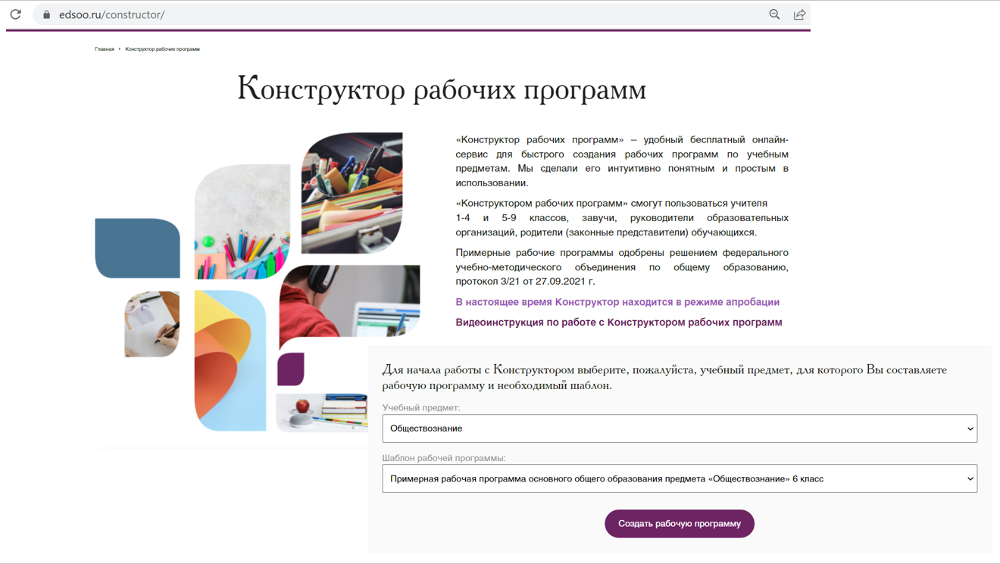 edsoo.ru/constructor/
Главная • Конструктор рабочих программ
Конструктор рабочих программ
«Конструктор рабочих программ» – удобный бесплатный онлайн-
сервис для быстрого создания рабочих программ по учебным
предметам. Мы сделали его интуитивно понятным и простым в
использовании.
«Конструктором рабочих программ» смогут пользоваться учителя
1-4 и 5-9 классов, завучи, руководители образовательных
организаций, родители (законные представители) обучающихся.
Примерные рабочие программы одобрены решением федерального
учебно-методического объединения по общему образованию,
протокол 3/21 от 27.09.2021 г.
В настоящее время Конструктор находится в режиме апробации
Видеоинструкция по работе с Конструктором рабочих программ
Для начала работы с Конструктором выберите, пожалуйста, учебный предмет, для которого Вы составляете
рабочую программу и необходимый шаблон.
Учебный предмет:
Обществознание
Шаблон рабочей программы:
Примерная рабочая программа основного общего образования предмета «Обществознание» 6 класс
Создать рабочую программу